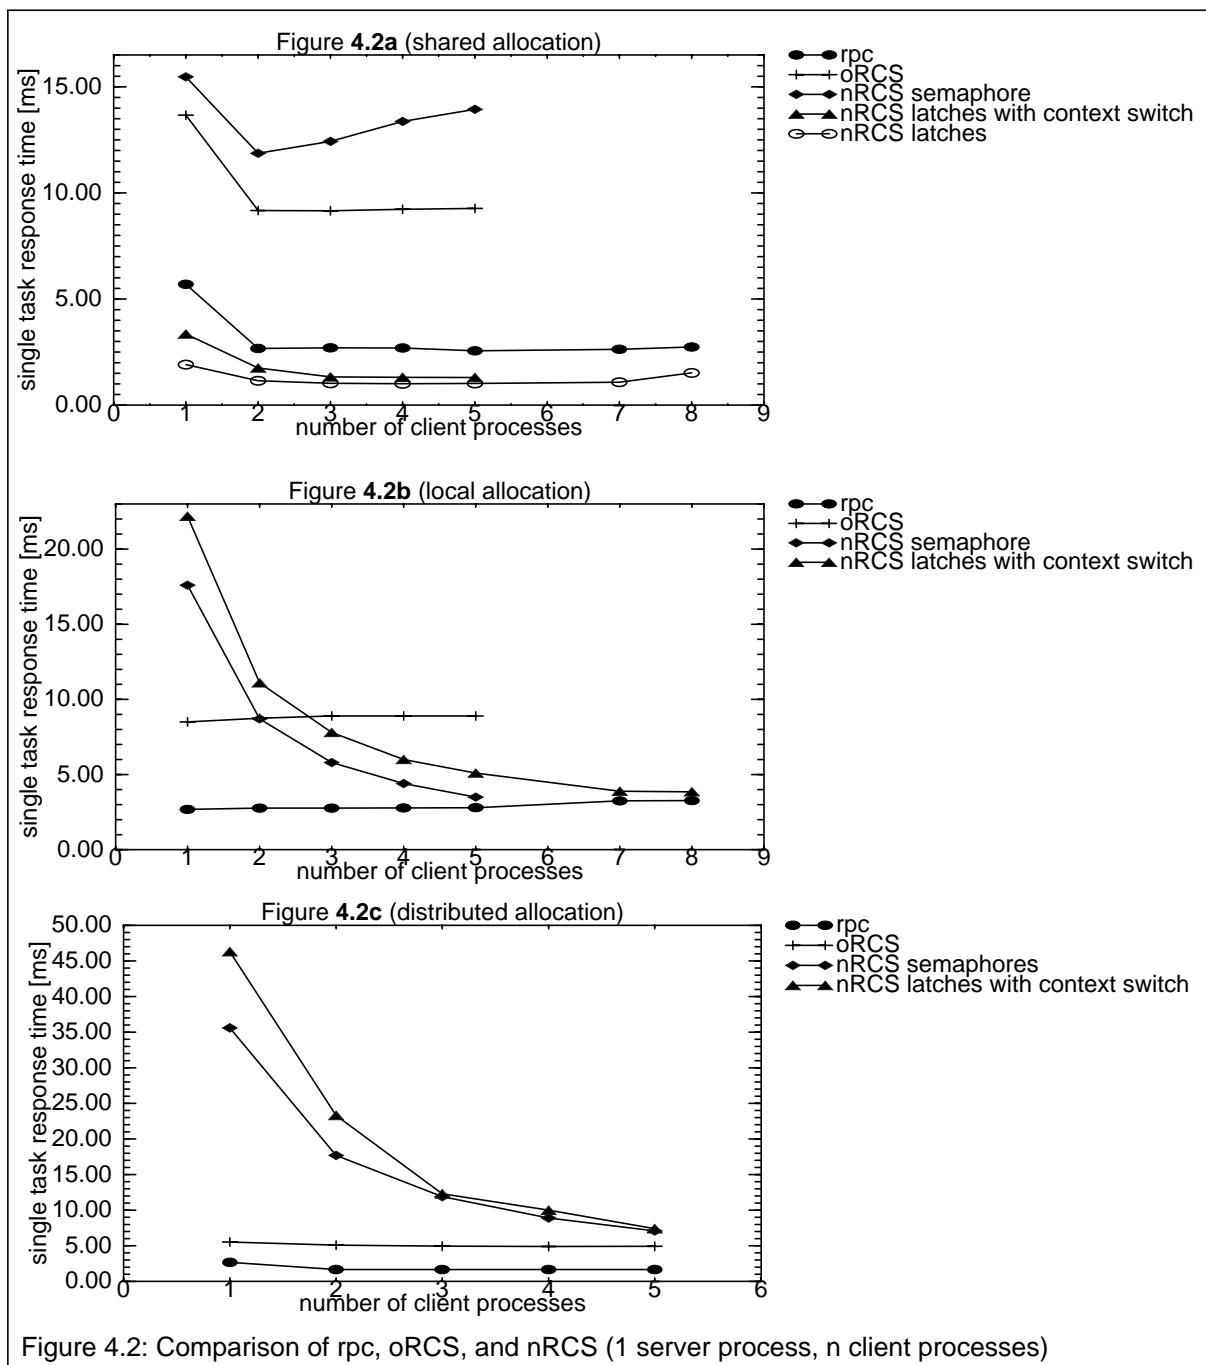 Figure 4.2a (shared allocation)
single task response time [ms]
15.00
10.00
5.00
0.00
0 1 2 3 4 5 6 7 8 9
number of client processes
rpc
oRCS
nRCS semaphore
nRCS latches with context switch
nRCS latches
Figure 4.2b (local allocation)
single task response time [ms]
20.00
15.00
10.00
5.00
0.00
0 1 2 3 4 5 6 7 8 9
number of client processes
rpc
oRCS
nRCS semaphore
nRCS latches with context switch
Figure 4.2c (distributed allocation)
single task response time [ms]
50.00
45.00
40.00
35.00
30.00
25.00
20.00
15.00
10.00
5.00
0.00
0 1 2 3 4 5 6
number of client processes
rpc
oRCS
nRCS semaphores
nRCS latches with context switch
Figure 4.2: Comparison of rpc, oRCS, and nRCS (1 server process, n client processes)